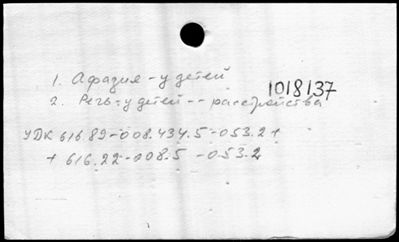 1. Афазия - у детей
1018137
2. Речь - у детей -- расстройства
УДК 616.89-008.434.5-053.2 +
+ 616.22-008.5 -053.2